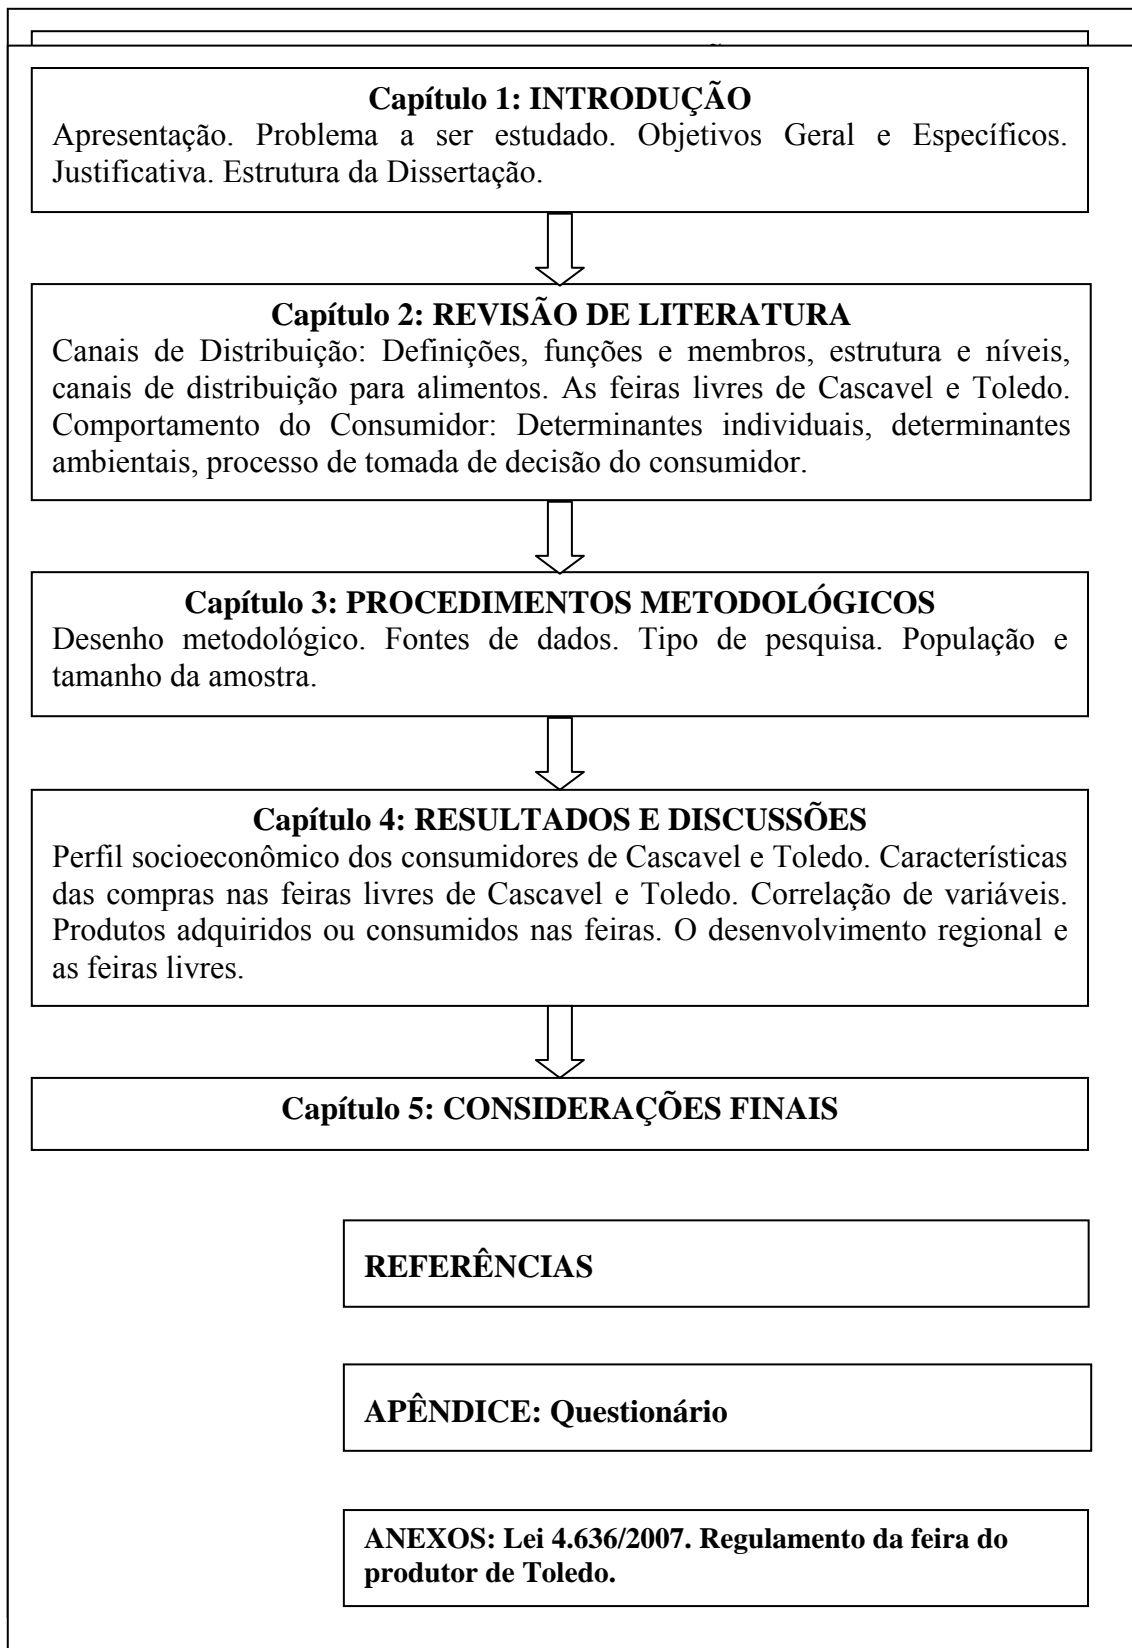 Capítulo 1: INTRODUÇÃO
Apresentação. Problema a ser estudado. Objetivos Geral e Específicos.
Justificativa. Estrutura da Dissertação.
Capítulo 2: REVISÃO DE LITERATURA
Canais de Distribuição: Definições, funções e membros, estrutura e níveis,
canais de distribuição para alimentos. As feiras livres de Cascavel e Toledo.
Comportamento do Consumidor: Determinantes individuais, determinantes
ambientais, processo de tomada de decisão do consumidor.
Capítulo 3: PROCEDIMENTOS METODOLÓGICOS
Desenho metodológico. Fontes de dados. Tipo de pesquisa. População e
tamanho da amostra.
Capítulo 4: RESULTADOS E DISCUSSÕES
Perfil socioeconômico dos consumidores de Cascavel e Toledo. Características
das compras nas feiras livres de Cascavel e Toledo. Correlação de variáveis.
Produtos adquiridos ou consumidos nas feiras. O desenvolvimento regional e
as feiras livres.
Capítulo 5: CONSIDERAÇÕES FINAIS
REFERÊNCIAS
APÊNDICE: Questionário
ANEXOS: Lei 4.636/2007. Regulamento da feira do
produtor de Toledo.